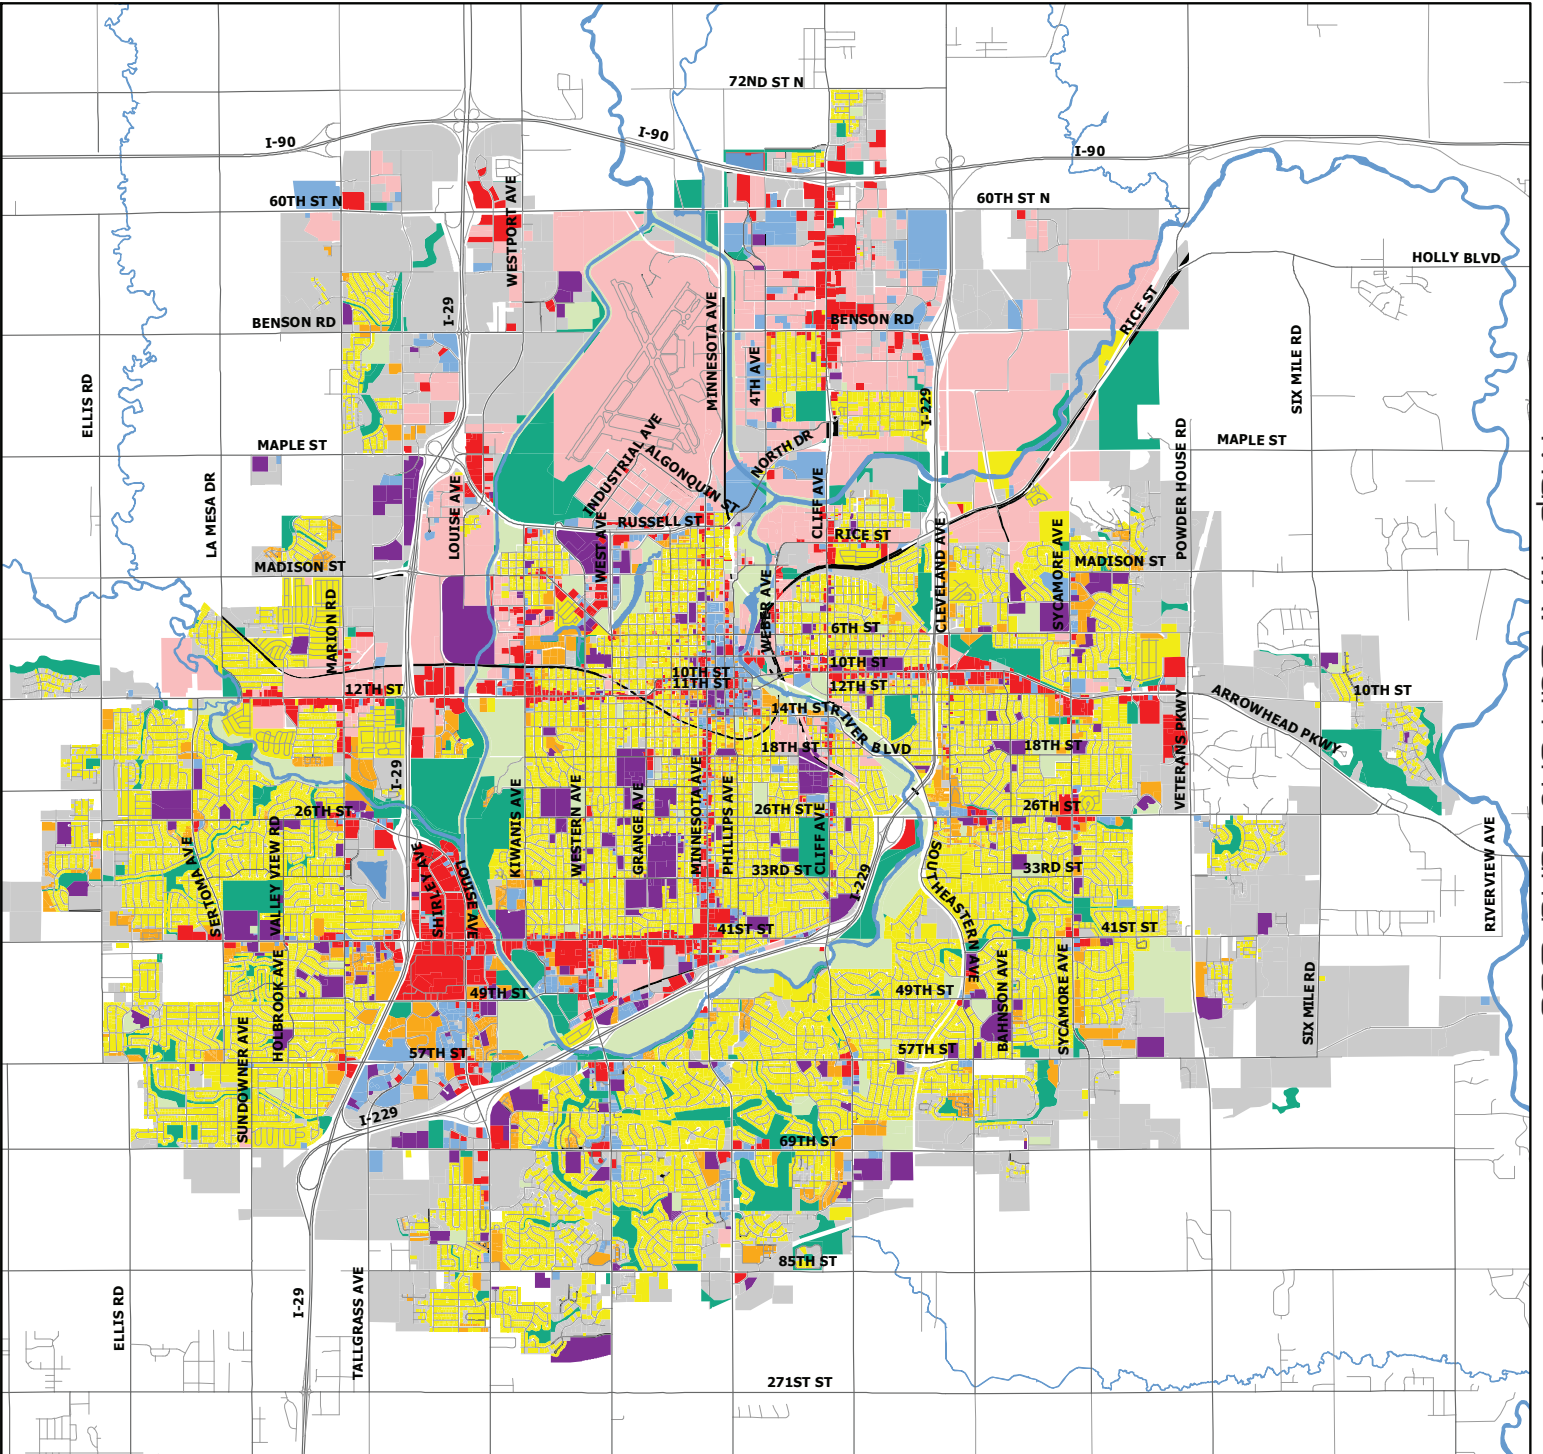 72ND ST N
I-90
I-90
I-90
60TH ST N
60TH ST N
WESTPORT AVE
HOLLY BLVD
I-29
MINNESOTA AVE
RICE ST
BENSON RD
BENSON RD
4TH AVE
SIX MILE RD
ELLIS RD
I-229
MAPLE ST
MAPLE ST
INDUSTRIAL AVE
ALGONQUIN ST
NORTH DR
POWDER HOUSE RD
LA MESA DR
LOUISE AVE
CLIFF AVE
RUSSELL ST
WEST AVE
RICE ST
CLEVELAND AVE
SYCAMORE AVE
MADISON ST
MADISON ST
MARION RD
WEBER AVE
6TH ST
10TH ST
10TH ST
11TH ST
12TH ST
12TH ST
10TH ST
ARROWHEAD PKWY
14TH ST
RIVER BLVD
18TH ST
18TH ST
VETERANS PKWY
I-29
26TH ST
KIWANIS AVE
WESTERN AVE
GRANGE AVE
MINNESOTA AVE
PHILLIPS AVE
26TH ST
CLIFF AVE
26TH ST
SERTOMA AVE
VALLEY VIEW RD
SHIRLEY AVE
LOUISE AVE
33RD ST
I-229
SOUTHEASTERN AVE
33RD ST
RIVERVIEW AVE
41ST ST
41ST ST
HOLBROOK AVE
49TH ST
49TH ST
BAHNSON AVE
SYCAMORE AVE
SIX MILE RD
SUNDOWNER AVE
57TH ST
57TH ST
I-229
69TH ST
85TH ST
ELLIS RD
I-29
TALLGRASS AVE
271ST ST